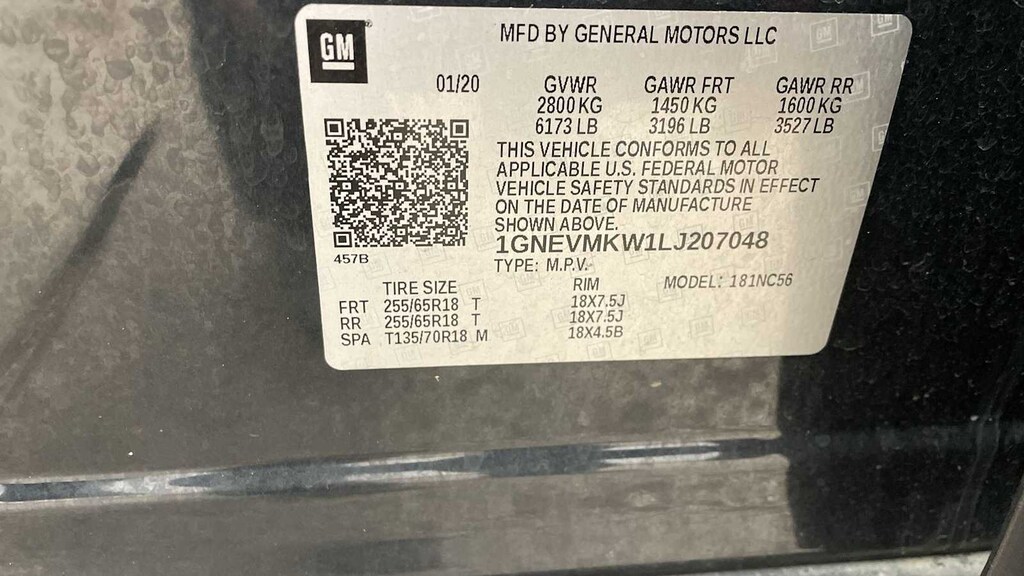 GM
MFD BY GENERAL MOTORS LLC
01/20 GVWR GAWR FRT GAWR RR
2800 KG 1450 KG 1600 KG
6173 LB 3196 LB 3527 LB
THIS VEHICLE CONFORMS TO ALL
APPLICABLE U.S. FEDERAL MOTOR
VEHICLE SAFETY STANDARDS IN EFFECT
ON THE DATE OF MANUFACTURE
SHOWN ABOVE.
1GNEVMKW1LJ207048
457B
TYPE: M.P.V.
TIRE SIZE RIM MODEL: 181NC56
FRT 255/65R18 T 18X7.5J
RR 255/65R18 T 18X7.5J
SPA T135/70R18 M 18X4.5B